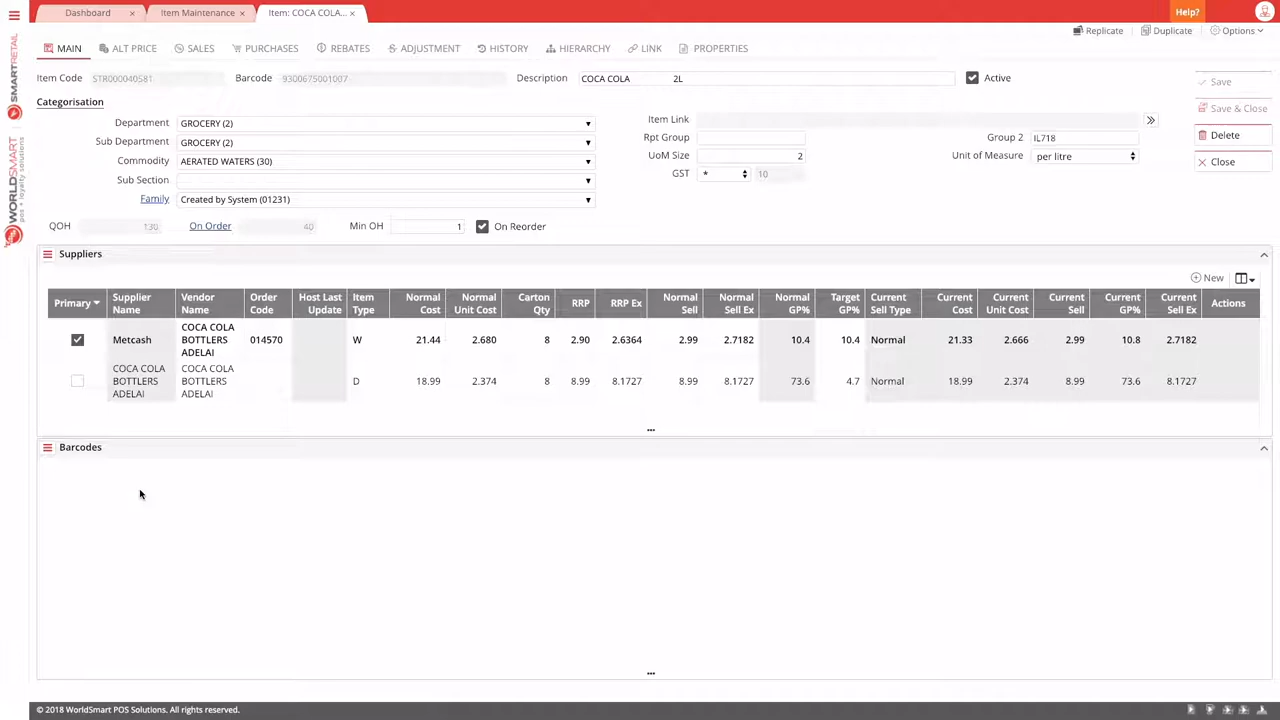 Dashboard × Item Maintenance × Item: COCA COLA... × Help?
Replicate Duplicate Options
MAIN ALT PRICE SALES PURCHASES REBATES ADJUSTMENT HISTORY HIERARCHY LINK PROPERTIES
Item Code STR000040581 Barcode 9300675001007 Description COCA COLA 2L Active
Save
Save & Close
Delete
Close
Categorisation
Department GROCERY (2) Item Link
Sub Department GROCERY (2) Rpt Group Group 2 IL718
Commodity AERATED WATERS (30) UoM Size 2 Unit of Measure per litre
Sub Section GST * 10
Family Created by System (01231)
QOH 130 On Order 40 Min OH 1 On Reorder
Suppliers
New
Primary Supplier Name Vendor Name Order Code Host Last Update Item Type Normal Cost Normal Unit Cost Carton Qty RRP RRP Ex Normal Sell Normal Sell Ex Normal GP% Target GP% Current Sell Type Current Cost Current Unit Cost Current Sell Current GP% Current Sell Ex Actions
Metcash COCA COLA BOTTLERS ADELAI 014570 W 21.44 2.680 8 2.90 2.6364 2.99 2.7182 10.4 10.4 Normal 21.33 2.666 2.99 10.8 2.7182
COCA COLA BOTTLERS ADELAI COCA COLA BOTTLERS ADELAI D 18.99 2.374 8 8.99 8.1727 8.99 8.1727 73.6 4.7 Normal 18.99 2.374 8.99 73.6 8.1727
Barcodes
SMARTRETAIL
WORLDSMART
pos + loyalty solutions
© 2018 WorldSmart POS Solutions. All rights reserved.